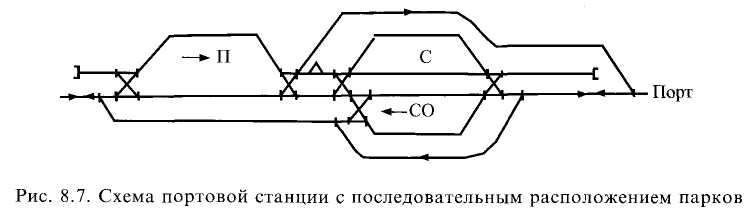 П
С
Порт
СО
Рис. 8.7. Схема портовой станции с последовательным расположением парков